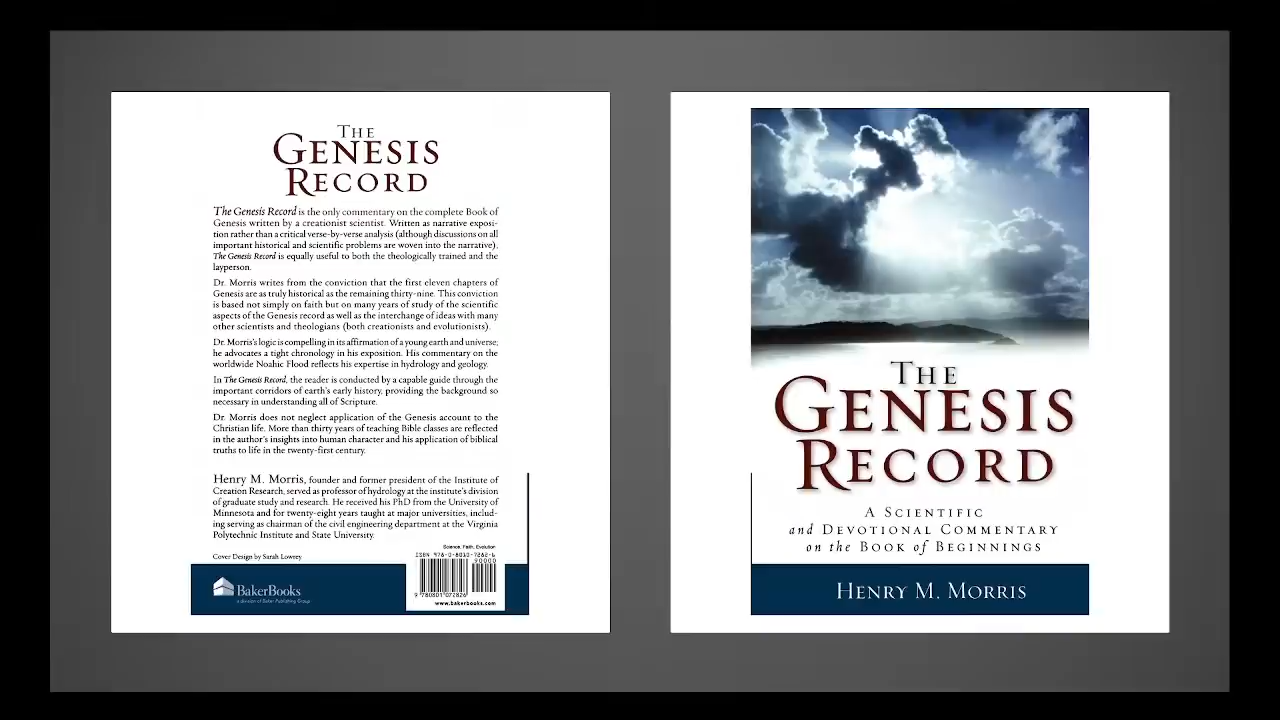 THE
GENESIS
RECORD
The Genesis Record is the only commentary on the complete Book of
Genesis written by a creationist scientist. Written as narrative exposi-
tion rather than a critical verse-by-verse analysis (although discussions on all
important historical and scientific problems are woven into the narrative),
The Genesis Record is equally useful to both the theologically trained and the
layperson.
Dr. Morris writes from the conviction that the first eleven chapters of
Genesis are as truly historical as the remaining thirty-nine. This conviction
is based not simply on faith but on many years of study of the scientific
aspects of the Genesis record as well as the interchange of ideas with many
other scientists and theologians (both creationists and evolutionists).
Dr. Morris's logic is compelling in its affirmation of a young earth and universe;
he advocates a tight chronology in his exposition. His commentary on the
worldwide Noahic Flood reflects his expertise in hydrology and geology.
In The Genesis Record, the reader is conducted by a capable guide through the
important corridors of earth's early history, providing the background so
necessary in understanding all of Scripture.
Dr. Morris does not neglect application of the Genesis account to the
Christian life. More than thirty years of teaching Bible classes are reflected
in the author's insights into human character and his application of biblical
truths to life in the twenty-first century.
Henry M. Morris, founder and former president of the Institute of
Creation Research, served as professor of hydrology at the institute's division
of graduate study and research. He received his PhD from the University of
Minnesota and for twenty-eight years taught at major universities, includ-
ing serving as chairman of the civil engineering department at the Virginia
Polytechnic Institute and State University.
Cover Design by Sarah Lowrey
Science, Faith, Evolution
ISBN 978-0-8010-7282-6
90000
9 780801 072826
www.bakerbooks.com
BakerBooks
a division of Baker Publishing Group
THE
GENESIS
RECORD
A SCIENTIFIC
and DEVOTIONAL COMMENTARY
on the BOOK of BEGINNINGS
HENRY M. MORRIS